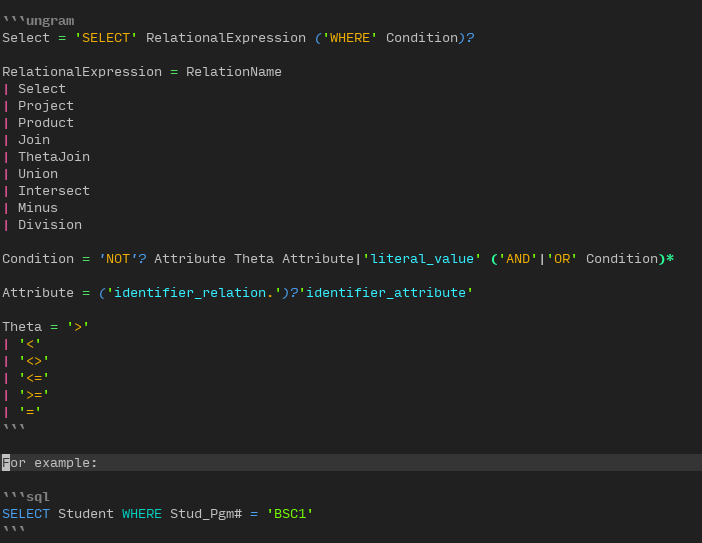 ```ungram
Select = 'SELECT' RelationalExpression ('WHERE' Condition)?
RelationalExpression = RelationName
| Select
| Project
| Product
| Join
| ThetaJoin
| Union
| Intersect
| Minus
| Division
Condition = 'NOT'? Attribute Theta Attribute|'literal_value' ('AND'|'OR' Condition)*
Attribute = ('identifier_relation.')?'identifier_attribute'
Theta = '>'
| '<'
| '<>'
| '<='
| '>='
| '='
```
For example:
```sql
SELECT Student WHERE Stud_Pgm# = 'BSC1'
```